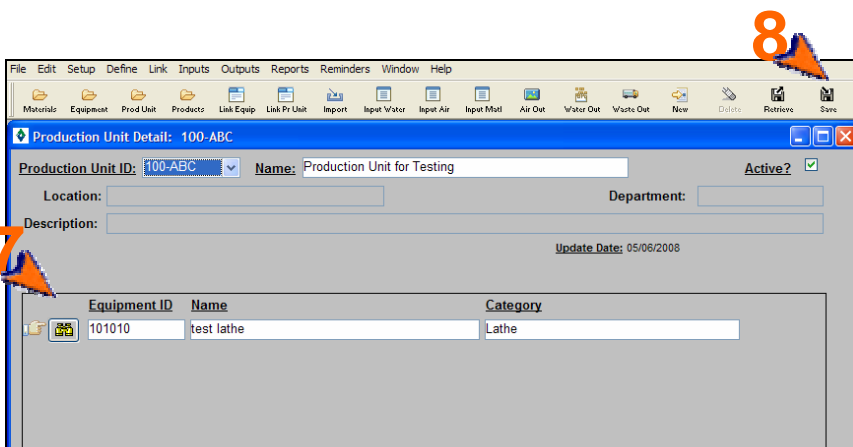 8
File Edit Setup Define Link Inputs Outputs Reports Reminders Window Help
Materials Equipment Prod Unit Products Link Equip Link Pr Unit Import Input Water Input Air Input Matl Air Out Water Out Waste Out New Delete Retrieve Save
Production Unit Detail: 100-ABC
Production Unit ID: 100-ABC Name: Production Unit for Testing Active?
Location: Department:
Description:
7
Update Date: 05/06/2008
Equipment ID Name Category
101010 test lathe Lathe